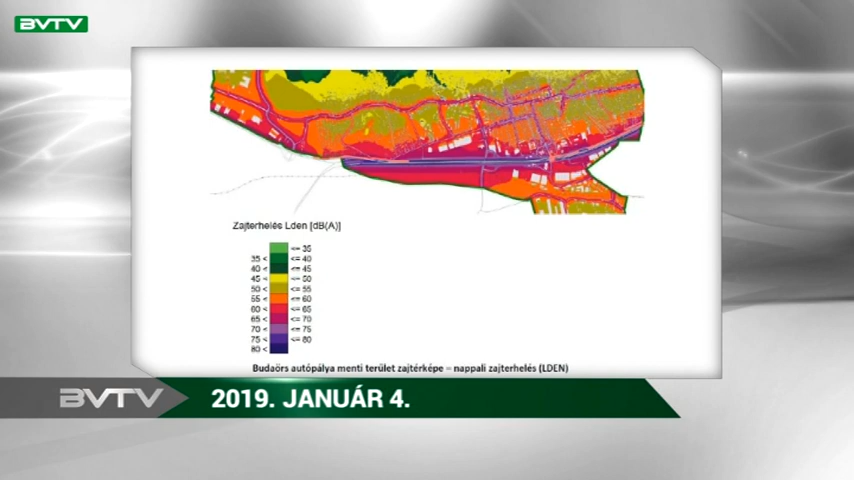 BVTV
Zajterhelés Lden [dB(A)]
<= 35
35 < <= 40
40 < <= 45
45 < <= 50
50 < <= 55
55 < <= 60
60 < <= 65
65 < <= 70
70 < <= 75
75 < <= 80
80 <
Budaörs autópálya menti terület zajtérképe – nappali zajterhelés (LDEN)
BVTV 2019. JANUÁR 4.